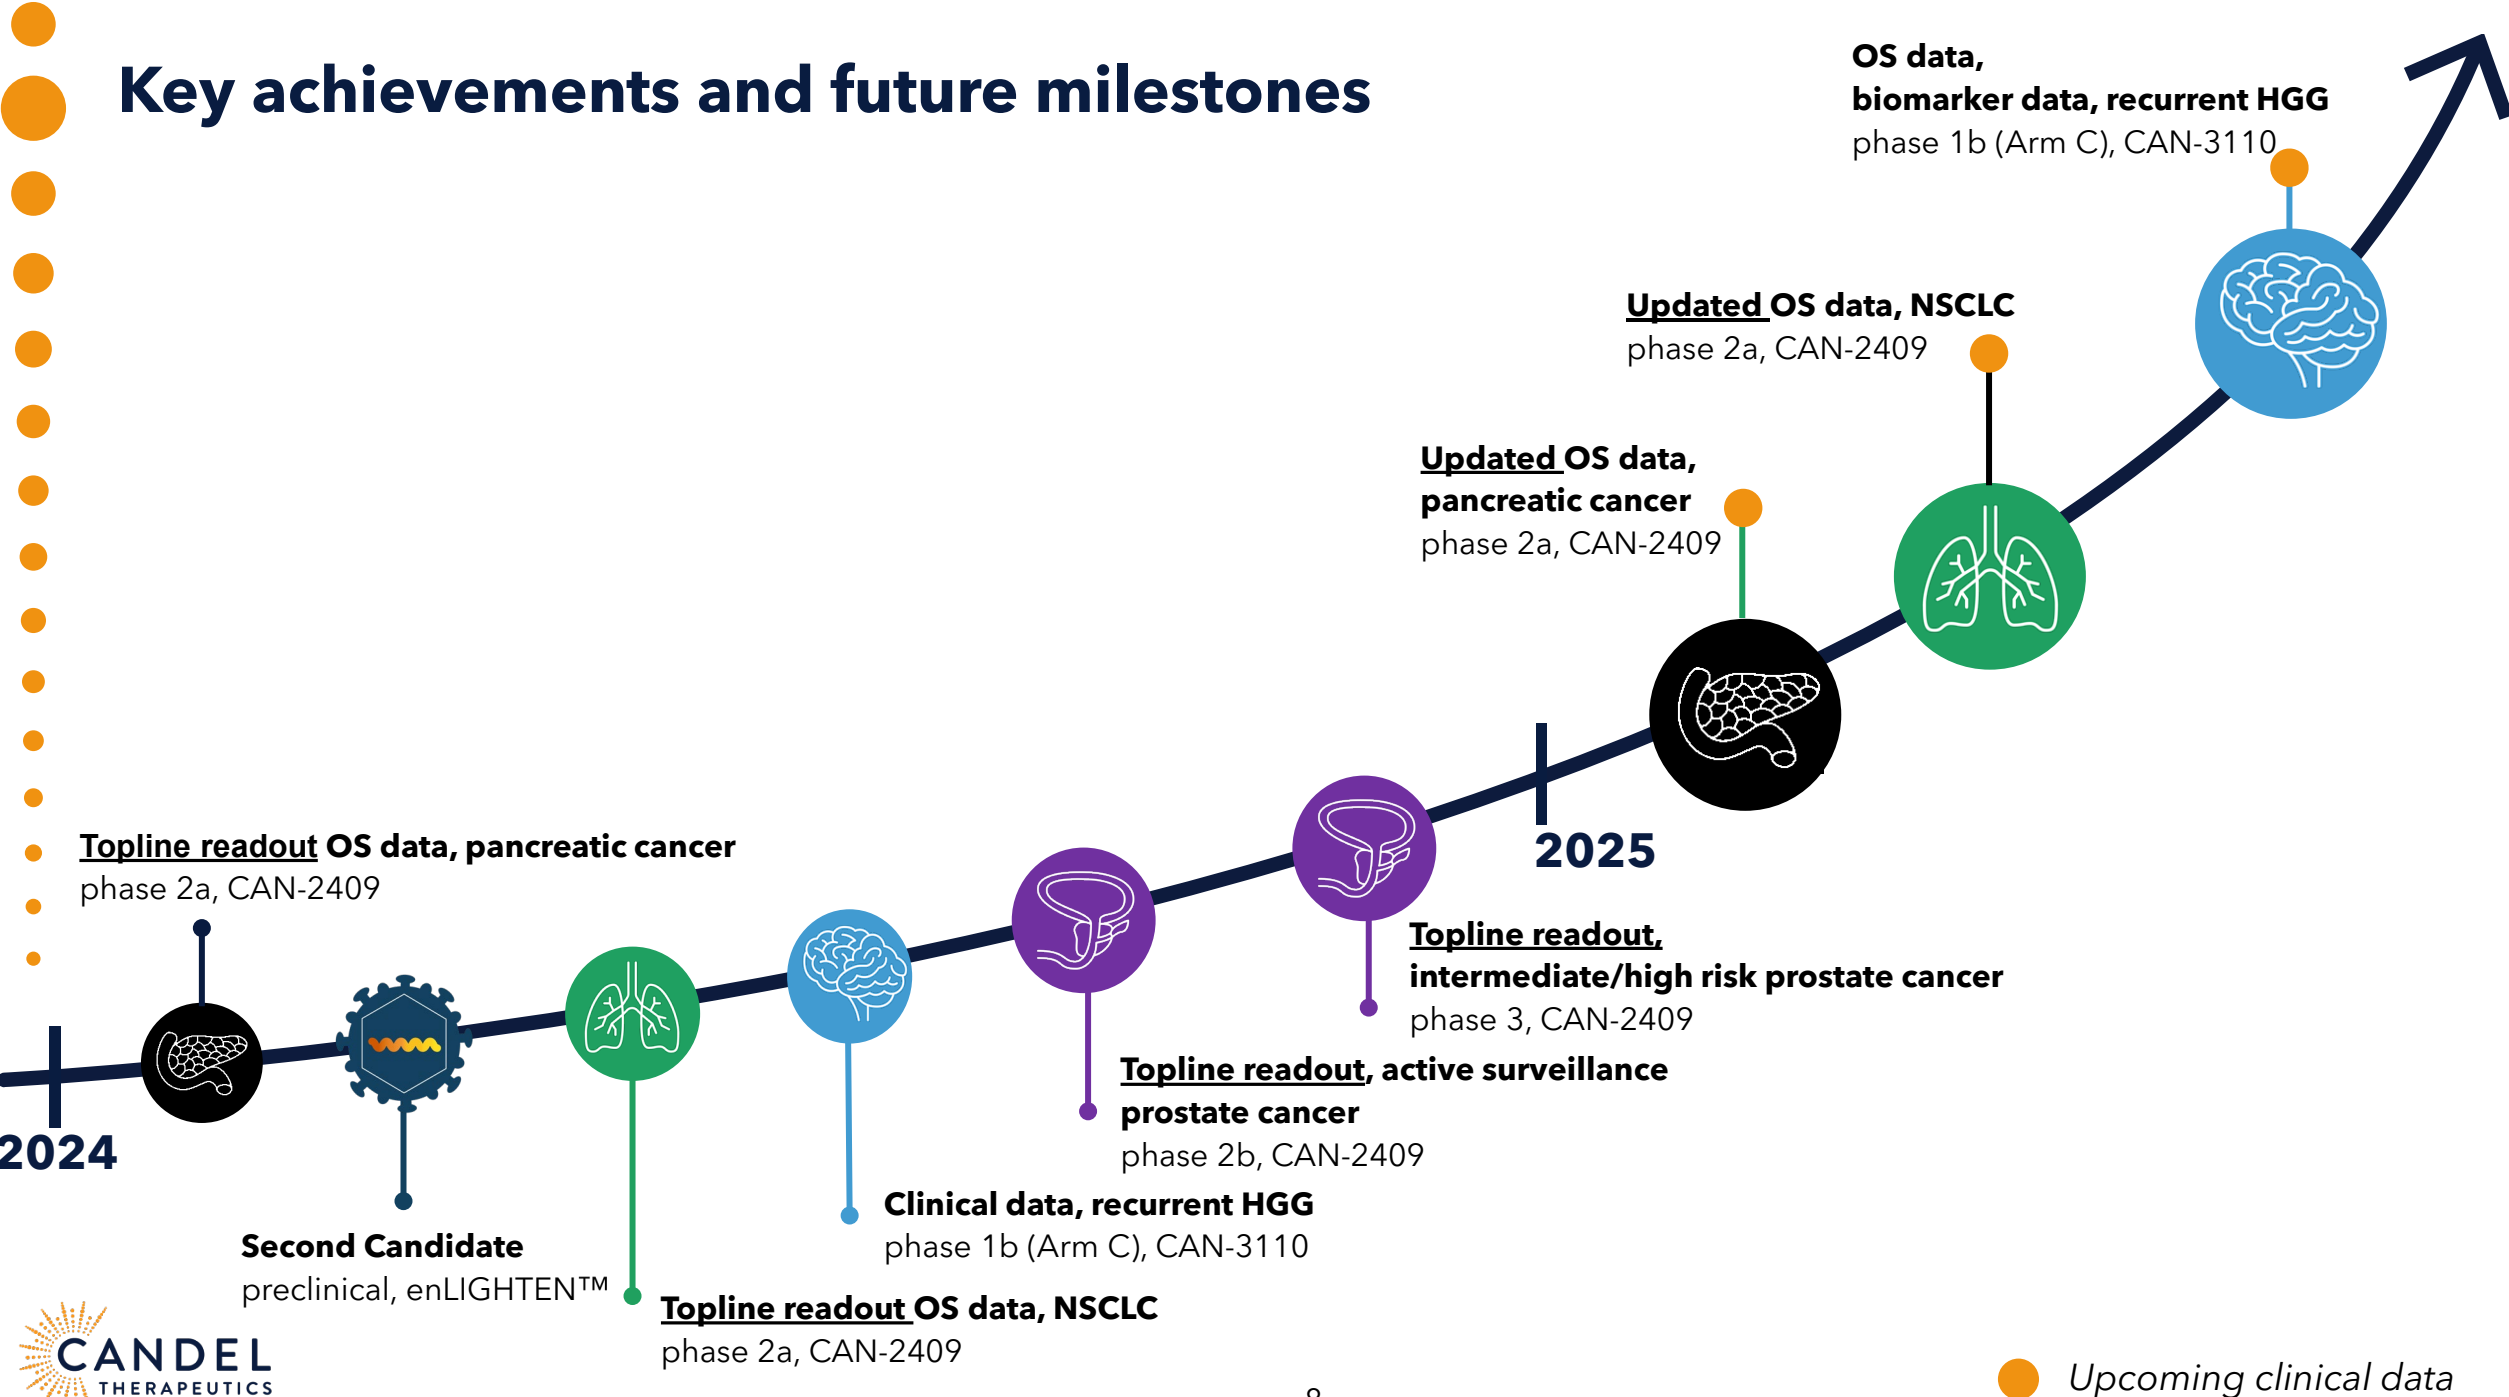 Key achievements and future milestones
OS data,
biomarker data, recurrent HGG
phase 1b (Arm C), CAN-3110
Updated OS data, NSCLC
phase 2a, CAN-2409
Updated OS data,
pancreatic cancer
phase 2a, CAN-2409
2025
Topline readout OS data, pancreatic cancer
phase 2a, CAN-2409
Topline readout,
intermediate/high risk prostate cancer
phase 3, CAN-2409
Topline readout, active surveillance
prostate cancer
phase 2b, CAN-2409
2024
Clinical data, recurrent HGG
phase 1b (Arm C), CAN-3110
Second Candidate
preclinical, enLIGHTEN™
Topline readout OS data, NSCLC
phase 2a, CAN-2409
CANDEL
THERAPEUTICS
Upcoming clinical data